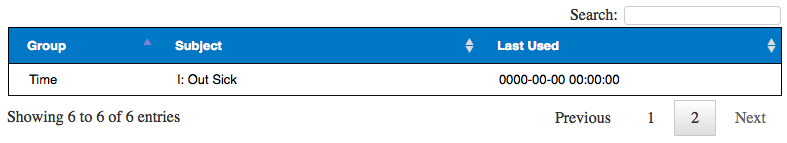 Search:
Group Subject Last Used
Time I: Out Sick 0000-00-00 00:00:00
Showing 6 to 6 of 6 entries Previous 1 2 Next